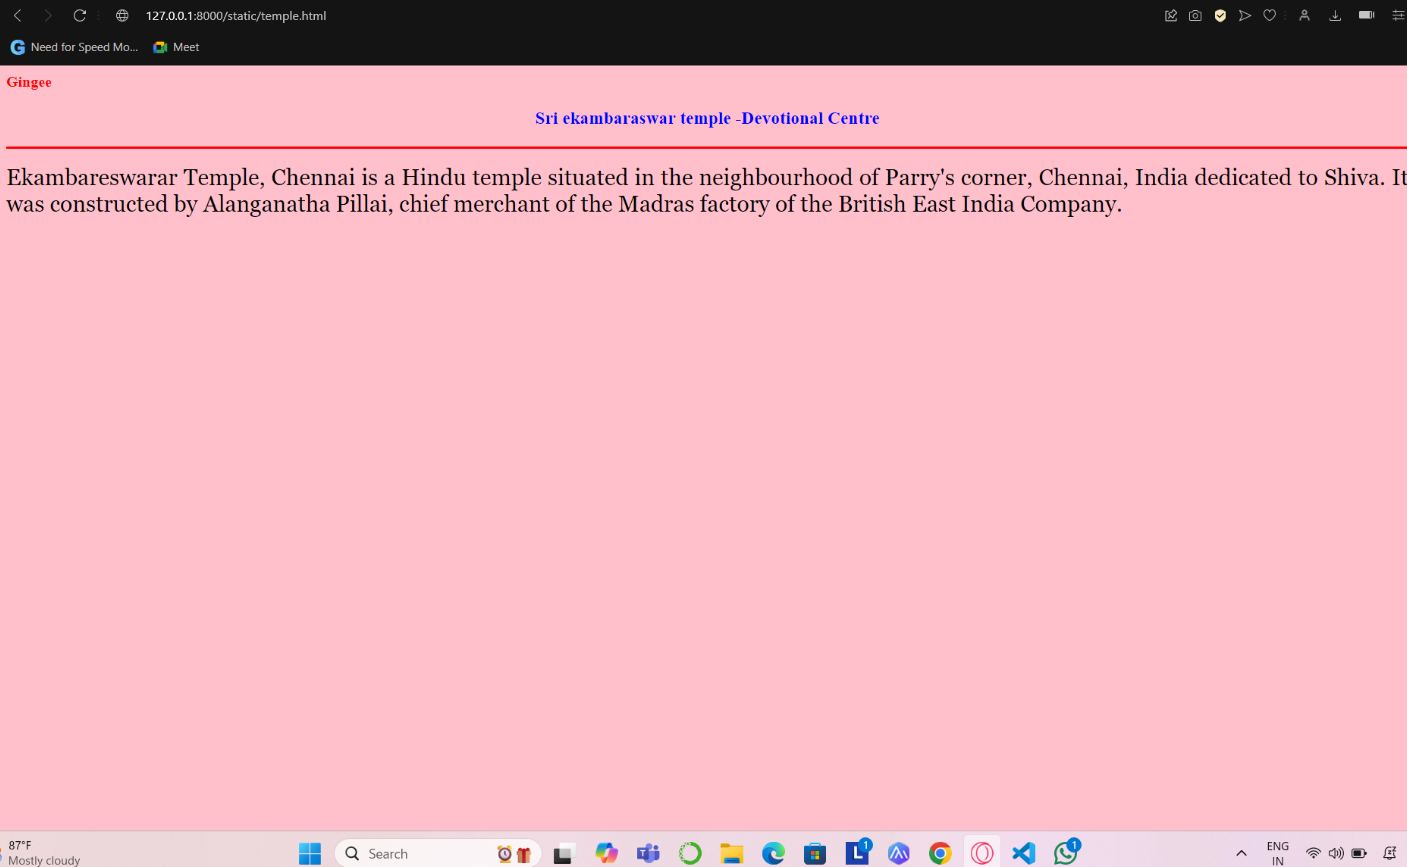 127.0.0.1:8000/static/temple.html
Need for Speed Mo... Meet
Gingee
Sri ekambaraswar temple -Devotional Centre
Ekambareswarar Temple, Chennai is a Hindu temple situated in the neighbourhood of Parry's corner, Chennai, India dedicated to Shiva. It
was constructed by Alanganatha Pillai, chief merchant of the Madras factory of the British East India Company.
87°F
Mostly cloudy
Search
1
1
ENG
IN